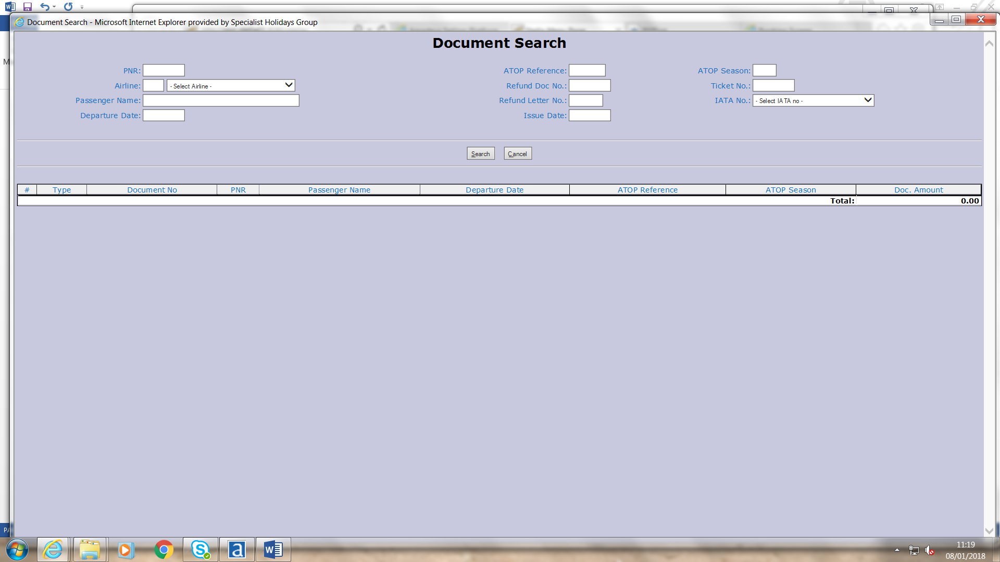 Document Search - Microsoft Internet Explorer provided by Specialist Holidays Group
Document Search
PNR: ATOP Reference: ATOP Season:
Airline: - Select Airline - Refund Doc No.: Ticket No.:
Passenger Name: Refund Letter No.: IATA No.: - Select IATA no -
Departure Date: Issue Date:
Search Cancel
# Type Document No PNR Passenger Name Departure Date ATOP Reference ATOP Season Doc. Amount
Total: 0.00
11:19
08/01/2018